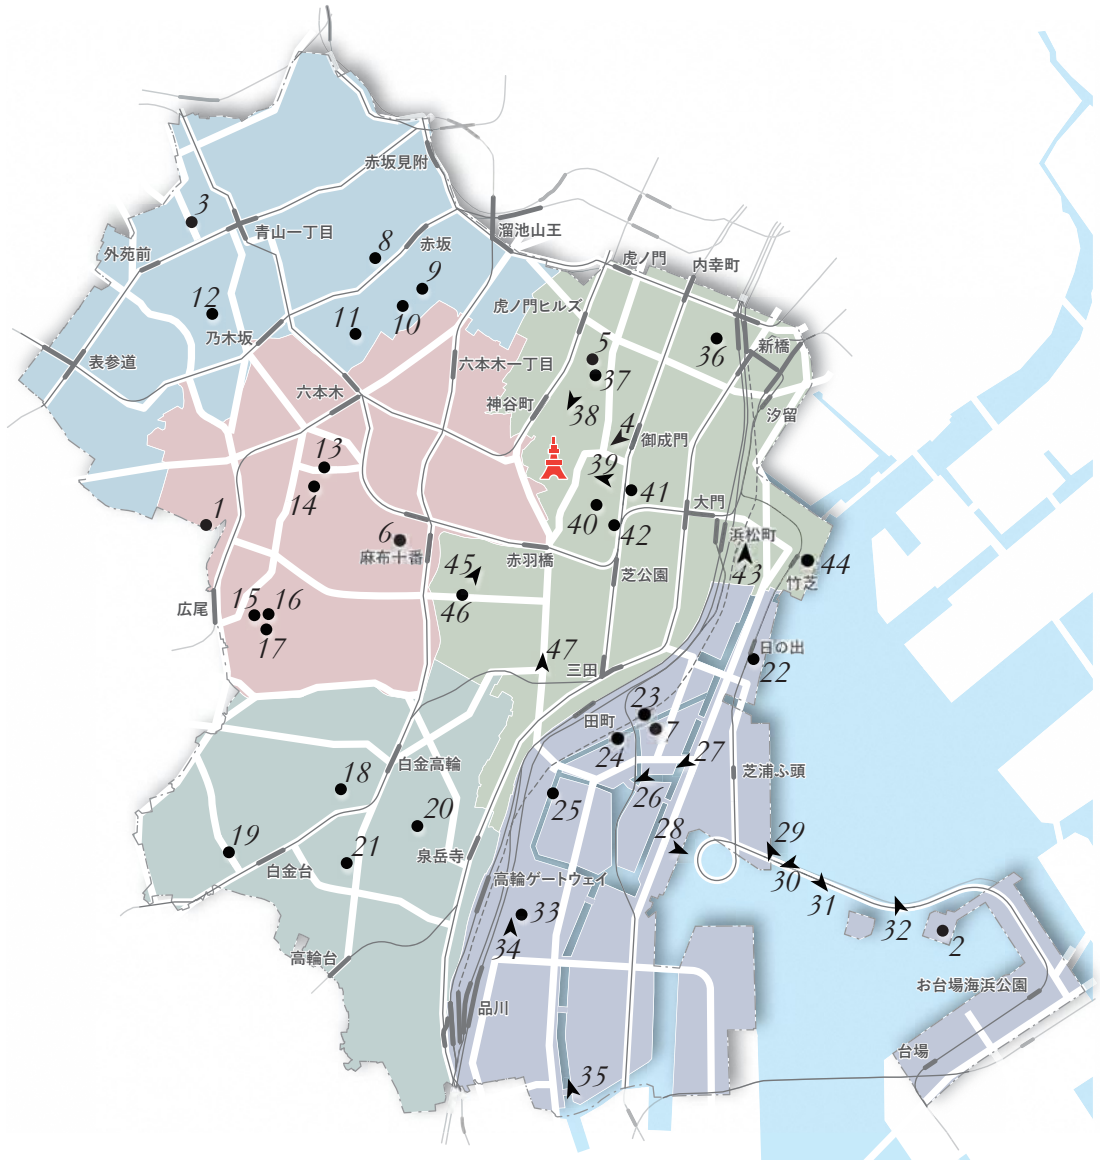 赤坂見附
3
青山一丁目
溜池山王
外苑前
8
赤坂
虎ノ門
内幸町
9
12
10
虎ノ門ヒルズ
11
乃木坂
5
36
新橋
表参道
六本木一丁目
37
六本木
神谷町
38
汐留
4
御成門
13
39
14
41
大門
1
40
42
浜松町
6
麻布十番
赤羽橋
45
芝公園
43
44
竹芝
広尾
15
16
46
17
47
日の出
三田
22
23
田町
7
24
27
白金高輪
芝浦ふ頭
18
26
25
20
28
29
19
21
泉岳寺
白金台
30
高輪ゲートウェイ
31
33
32
34
2
高輪台
お台場海浜公園
品川
台場
35